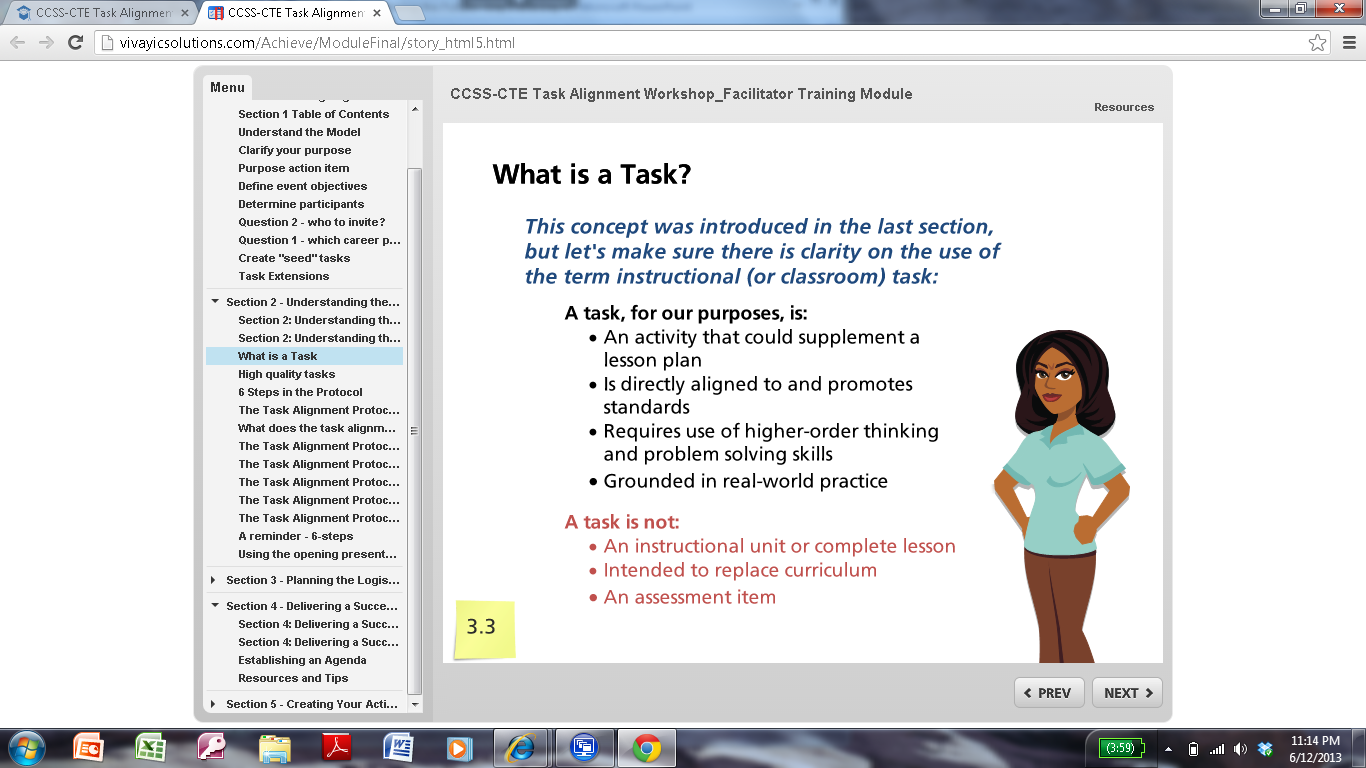 CCSS-CTE Task Alignment
CCSS-CTE Task Alignment
vivayicsolutions.com/Achieve/ModuleFinal/story_html5.html
Menu
Section 1 Table of Contents
Understand the Model
Clarify your purpose
Purpose action item
Define event objectives
Determine participants
Question 2 - who to invite?
Question 1 - which career p...
Create "seed" tasks
Task Extensions
Section 2 - Understanding the...
Section 2: Understanding th...
Section 2: Understanding th...
What is a Task
High quality tasks
6 Steps in the Protocol
The Task Alignment Protoc...
What does the task alignm...
The Task Alignment Protoc...
The Task Alignment Protoc...
The Task Alignment Protoc...
The Task Alignment Protoc...
The Task Alignment Protoc...
A reminder - 6-steps
Using the opening present...
Section 3 - Planning the Logis...
Section 4 - Delivering a Succe...
Section 4: Delivering a Succ...
Section 4: Delivering a Succ...
Establishing an Agenda
Resources and Tips
Section 5 - Creating Your Acti...
CCSS-CTE Task Alignment Workshop_Facilitator Training Module
Resources
What is a Task?
This concept was introduced in the last section,
but let's make sure there is clarity on the use of
the term instructional (or classroom) task:
A task, for our purposes, is:
• An activity that could supplement a
lesson plan
• Is directly aligned to and promotes
standards
• Requires use of higher-order thinking
and problem solving skills
• Grounded in real-world practice
A task is not:
• An instructional unit or complete lesson
• Intended to replace curriculum
• An assessment item
3.3
PREV
NEXT
(3:59)
11:14 PM
6/12/2013